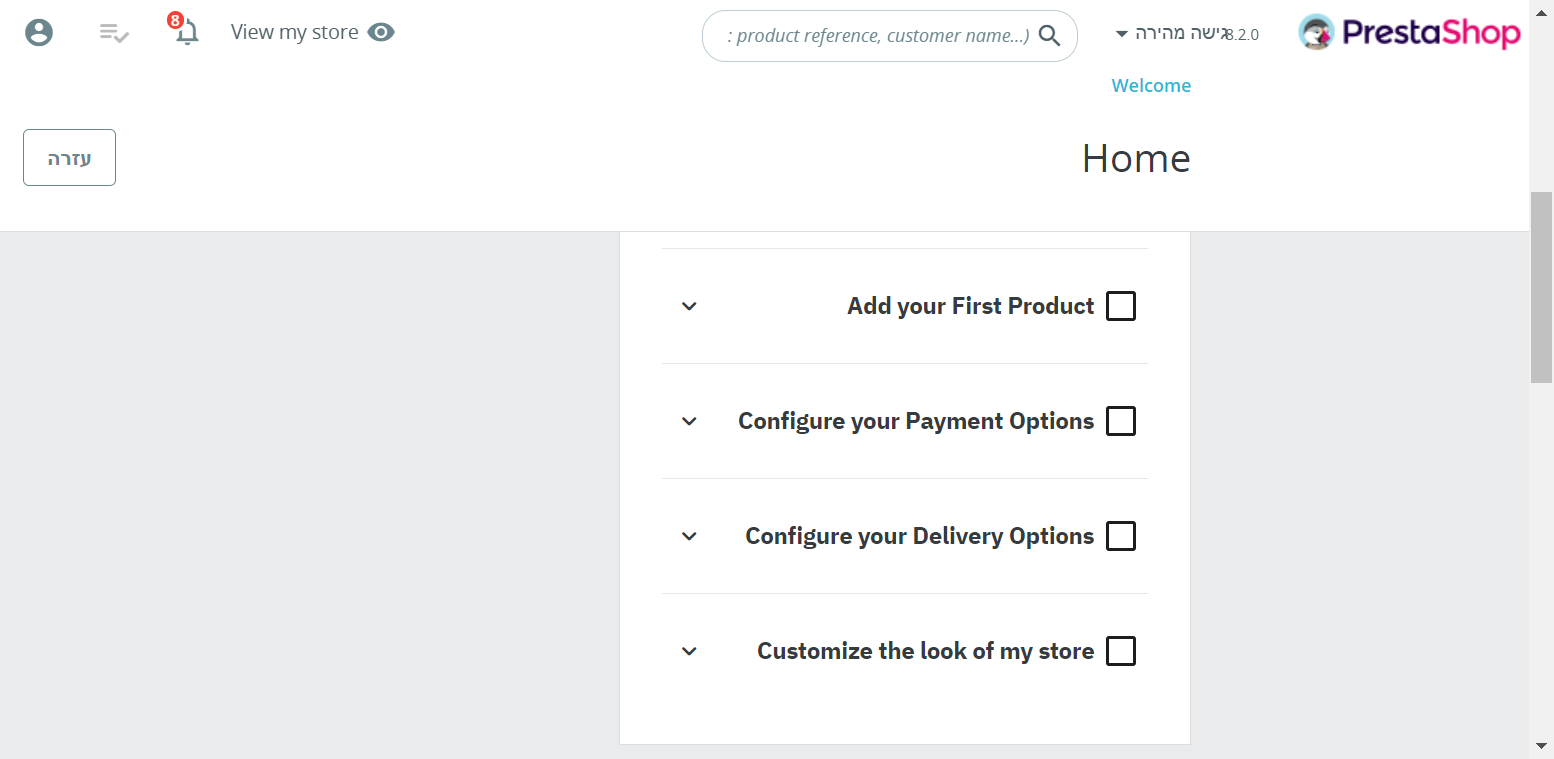 8
View my store
: product reference, customer name...)
גישה מהירה
8.2.0
PrestaShop
Welcome
עזרה
Home
Add your First Product
Configure your Payment Options
Configure your Delivery Options
Customize the look of my store